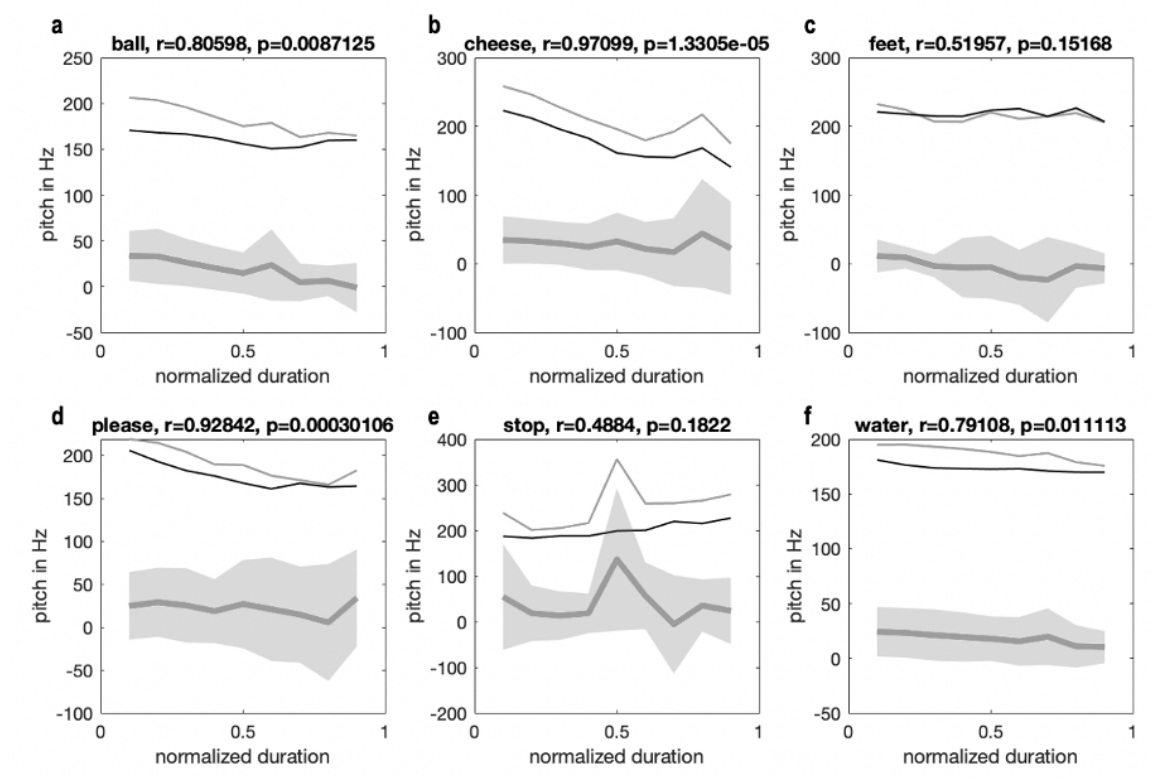 a
ball, r=0.80598, p=0.0087125
250
200
150
100
50
0
-50
pitch in Hz
0
0.5
1
normalized duration
b
cheese, r=0.97099, p=1.3305e-05
300
200
100
0
-100
pitch in Hz
0
0.5
1
normalized duration
c
feet, r=0.51957, p=0.15168
300
200
100
0
-100
pitch in Hz
0
0.5
1
normalized duration
d
please, r=0.92842, p=0.00030106
200
150
100
50
0
-50
-100
pitch in Hz
0
0.5
1
normalized duration
e
stop, r=0.4884, p=0.1822
400
300
200
100
0
-100
-200
pitch in Hz
0
0.5
1
normalized duration
f
water, r=0.79108, p=0.011113
200
150
100
50
0
-50
pitch in Hz
0
0.5
1
normalized duration